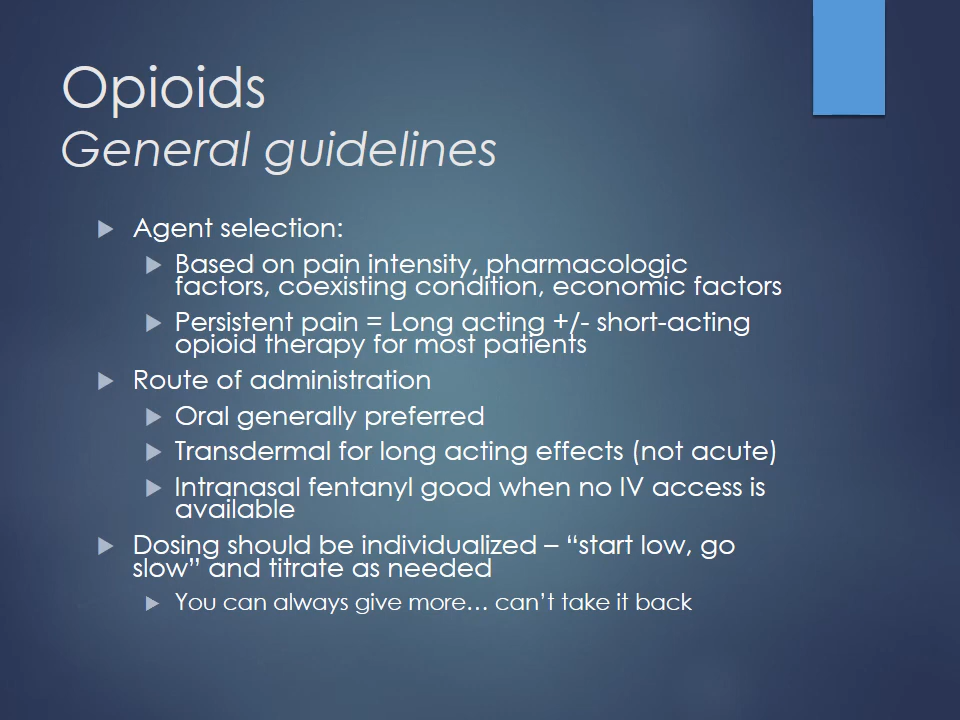 Opioids
General guidelines
Agent selection:
Based on pain intensity, pharmacologic
factors, coexisting condition, economic factors
Persistent pain = Long acting +/- short-acting
opioid therapy for most patients
Route of administration
Oral generally preferred
Transdermal for long acting effects (not acute)
Intranasal fentanyl good when no IV access is
available
Dosing should be individualized – “start low, go
slow” and titrate as needed
You can always give more… can’t take it back